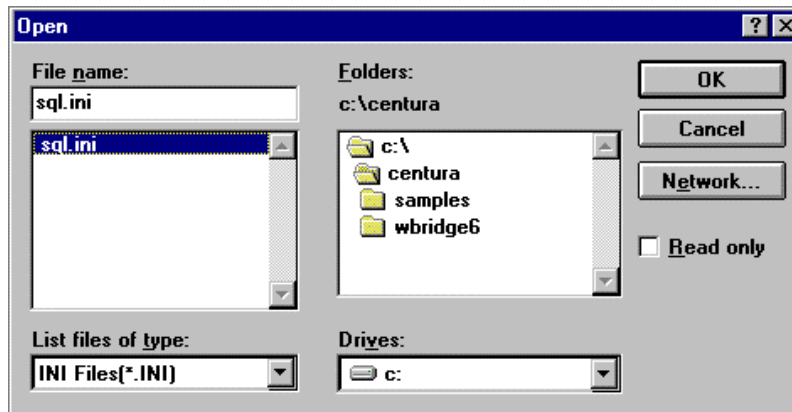 Open
File name:
sql.ini
sql.ini
List files of type:
INI Files(*.INI)
Folders:
c:\centura
c:\
centura
samples
wbridge6
Drives:
c:
OK
Cancel
Network...
Read only